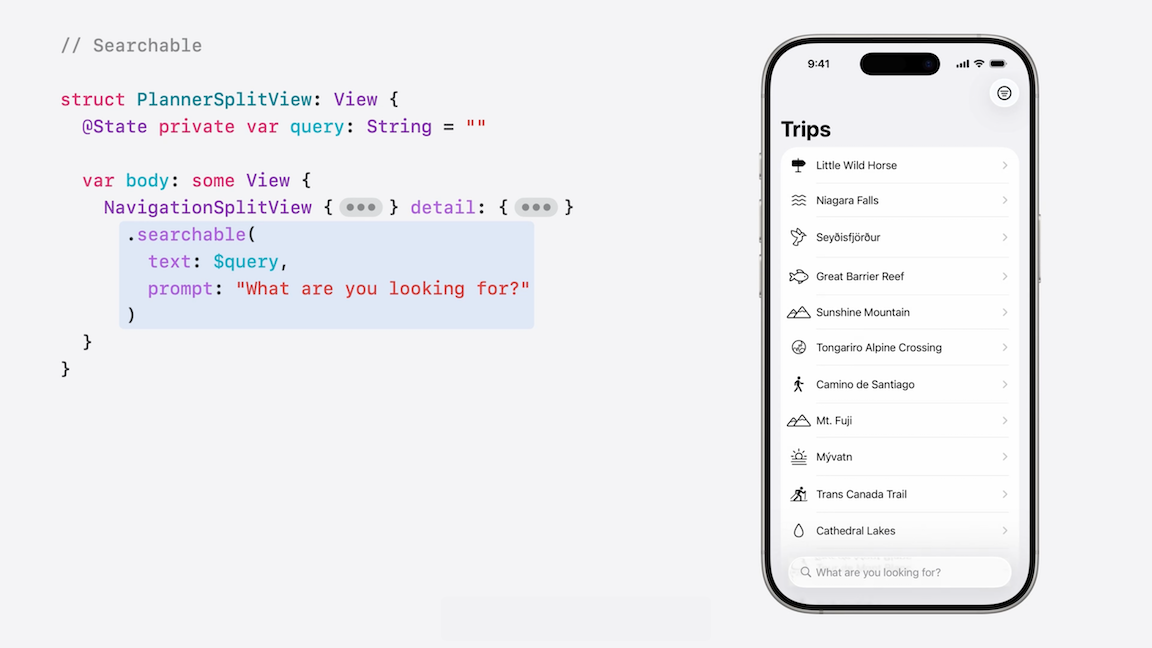 // Searchable
struct PlannerSplitView: View {
@State private var query: String = ""
var body: some View {
NavigationSplitView { ••• } detail: { ••• }
.searchable(
text: $query,
prompt: "What are you looking for?"
)
}
}
9:41
Trips
Little Wild Horse
Niagara Falls
Seyðisfjörður
Great Barrier Reef
Sunshine Mountain
Tongariro Alpine Crossing
Camino de Santiago
Mt. Fuji
Mývatn
Trans Canada Trail
Cathedral Lakes
What are you looking for?